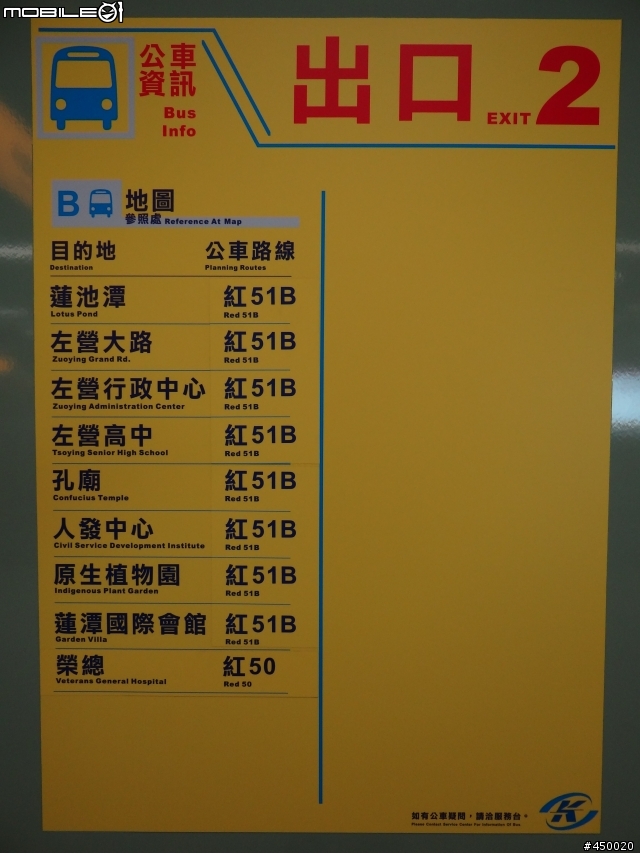 MOBILE01
公車
資訊
Bus
Info
出口 EXIT 2
B 地圖
參照處 Reference At Map
目的地 公車路線
Destination Planning Routes
蓮池潭 紅51B
Lotus Pond Red 51B
左營大路 紅51B
Zuoying Grand Rd. Red 51B
左營行政中心 紅51B
Zuoying Administration Center Red 51B
左營高中 紅51B
Tsoying Senior High School Red 51B
孔廟 紅51B
Confucius Temple Red 51B
人發中心 紅51B
Civil Service Development Institute Red 51B
原生植物園 紅51B
Indigenous Plant Garden Red 51B
蓮潭國際會館 紅51B
Garden Villa Red 51B
榮總 紅50
Veterans General Hospital Red 50
如有公車疑問，請洽服務台。
Please Contact Service Center For Information Of Bus
K
#450020